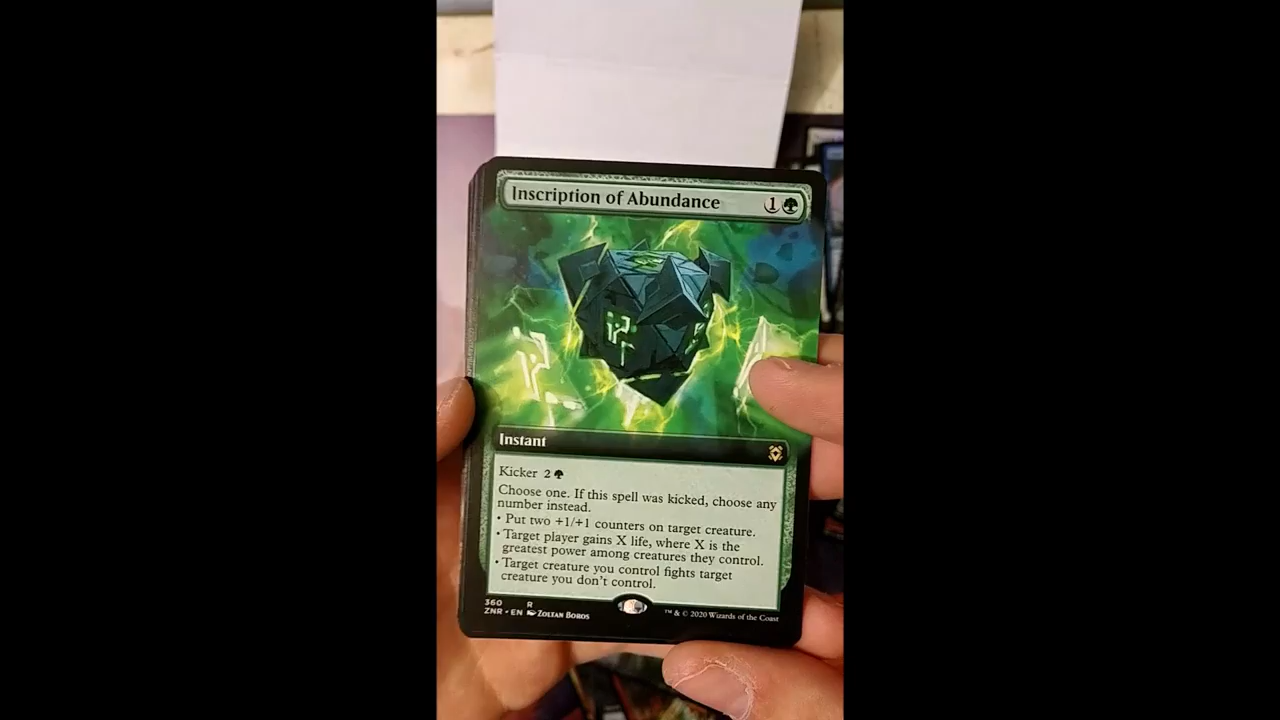 Inscription of Abundance 1
Instant
Kicker 2
Choose one. If this spell was kicked, choose any
number instead.
• Put two +1/+1 counters on target creature.
• Target player gains X life, where X is the
greatest power among creatures they control.
• Target creature you control fights target
creature you don't control.
360 R
ZNR • EN Zoltan Boros ™ & © 2020 Wizards of the Coast